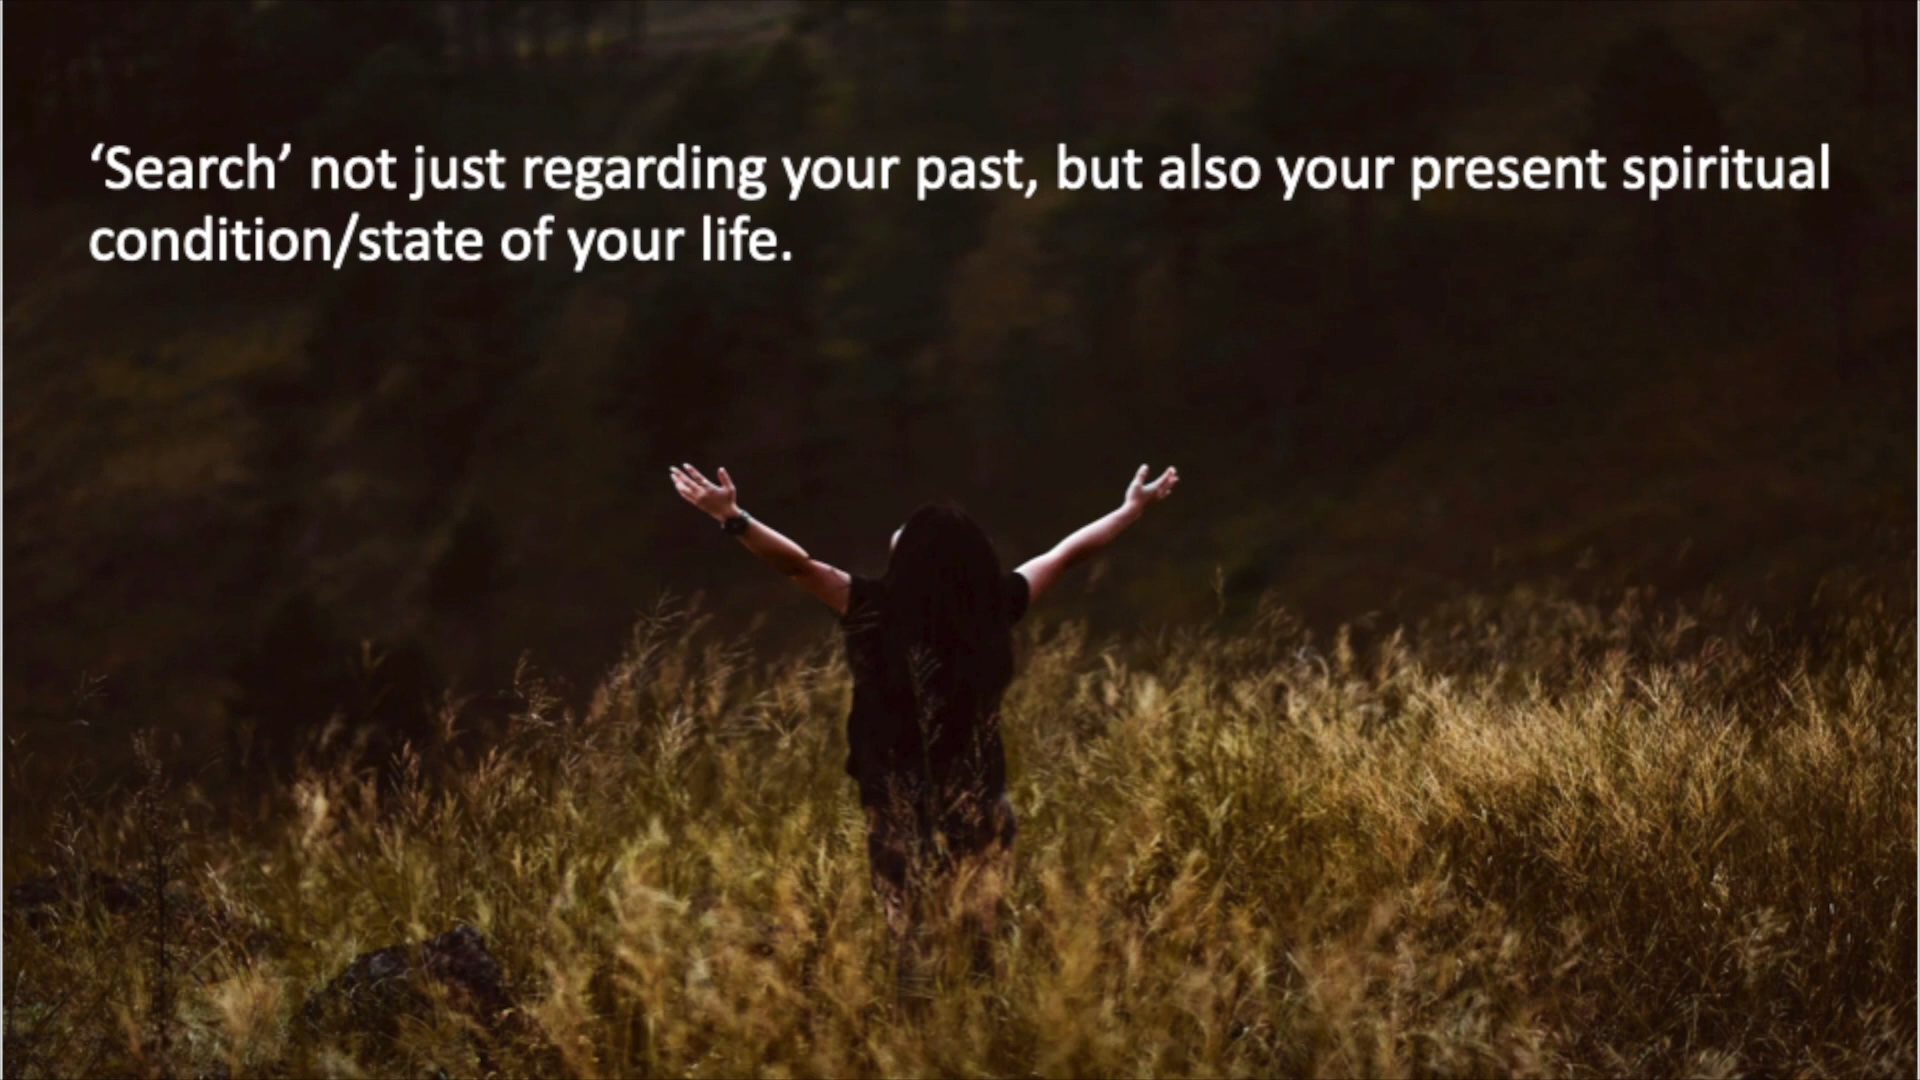 ‘Search’ not just regarding your past, but also your present spiritual
condition/state of your life.